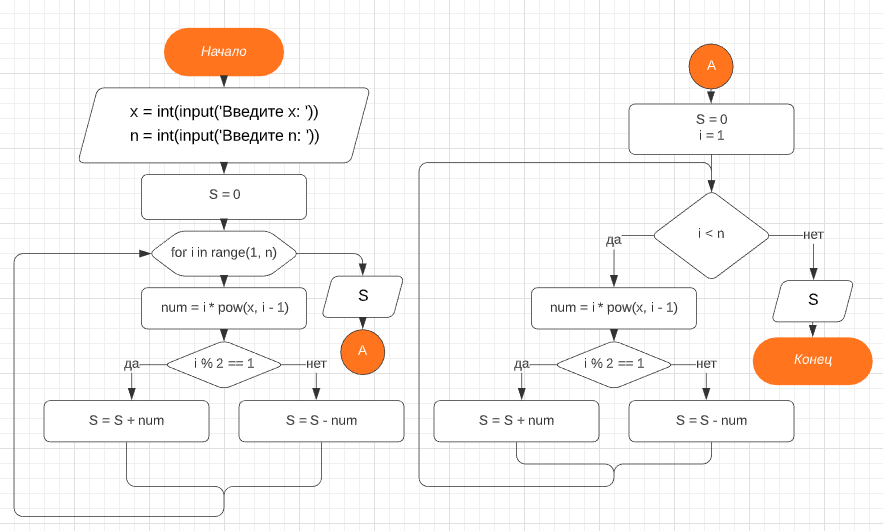 Начало
x = int(input('Введите x: '))
n = int(input('Введите n: '))
S = 0
for i in range(1, n)
S
A
num = i * pow(x, i - 1)
i % 2 == 1
да
нет
S = S + num
S = S - num
A
S = 0
i = 1
i < n
да
нет
S
Конец
num = i * pow(x, i - 1)
i % 2 == 1
да
нет
S = S + num
S = S - num